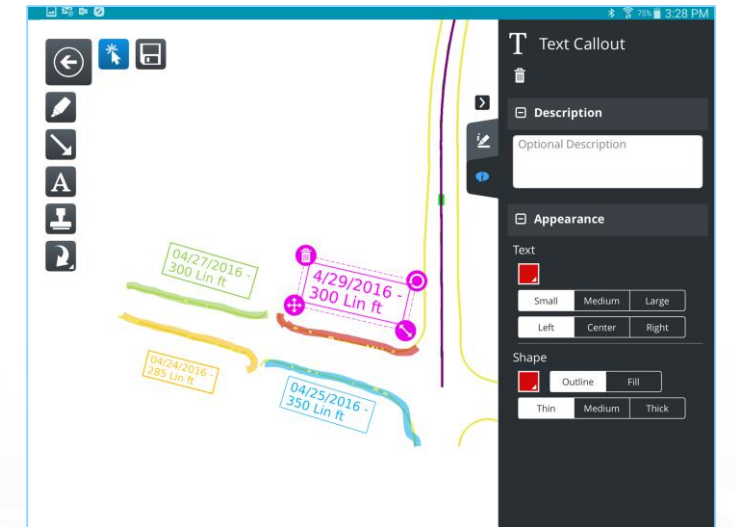 75% 3:28 PM
T Text Callout
Description
Optional Description
Appearance
Text
Small Medium Large
Left Center Right
Shape
Outline Fill
Thin Medium Thick
A
04/27/2016 -
300 Lin ft
4/29/2016 -
300 Lin ft
04/24/2016 -
285 Lin ft
04/25/2016 -
350 Lin ft